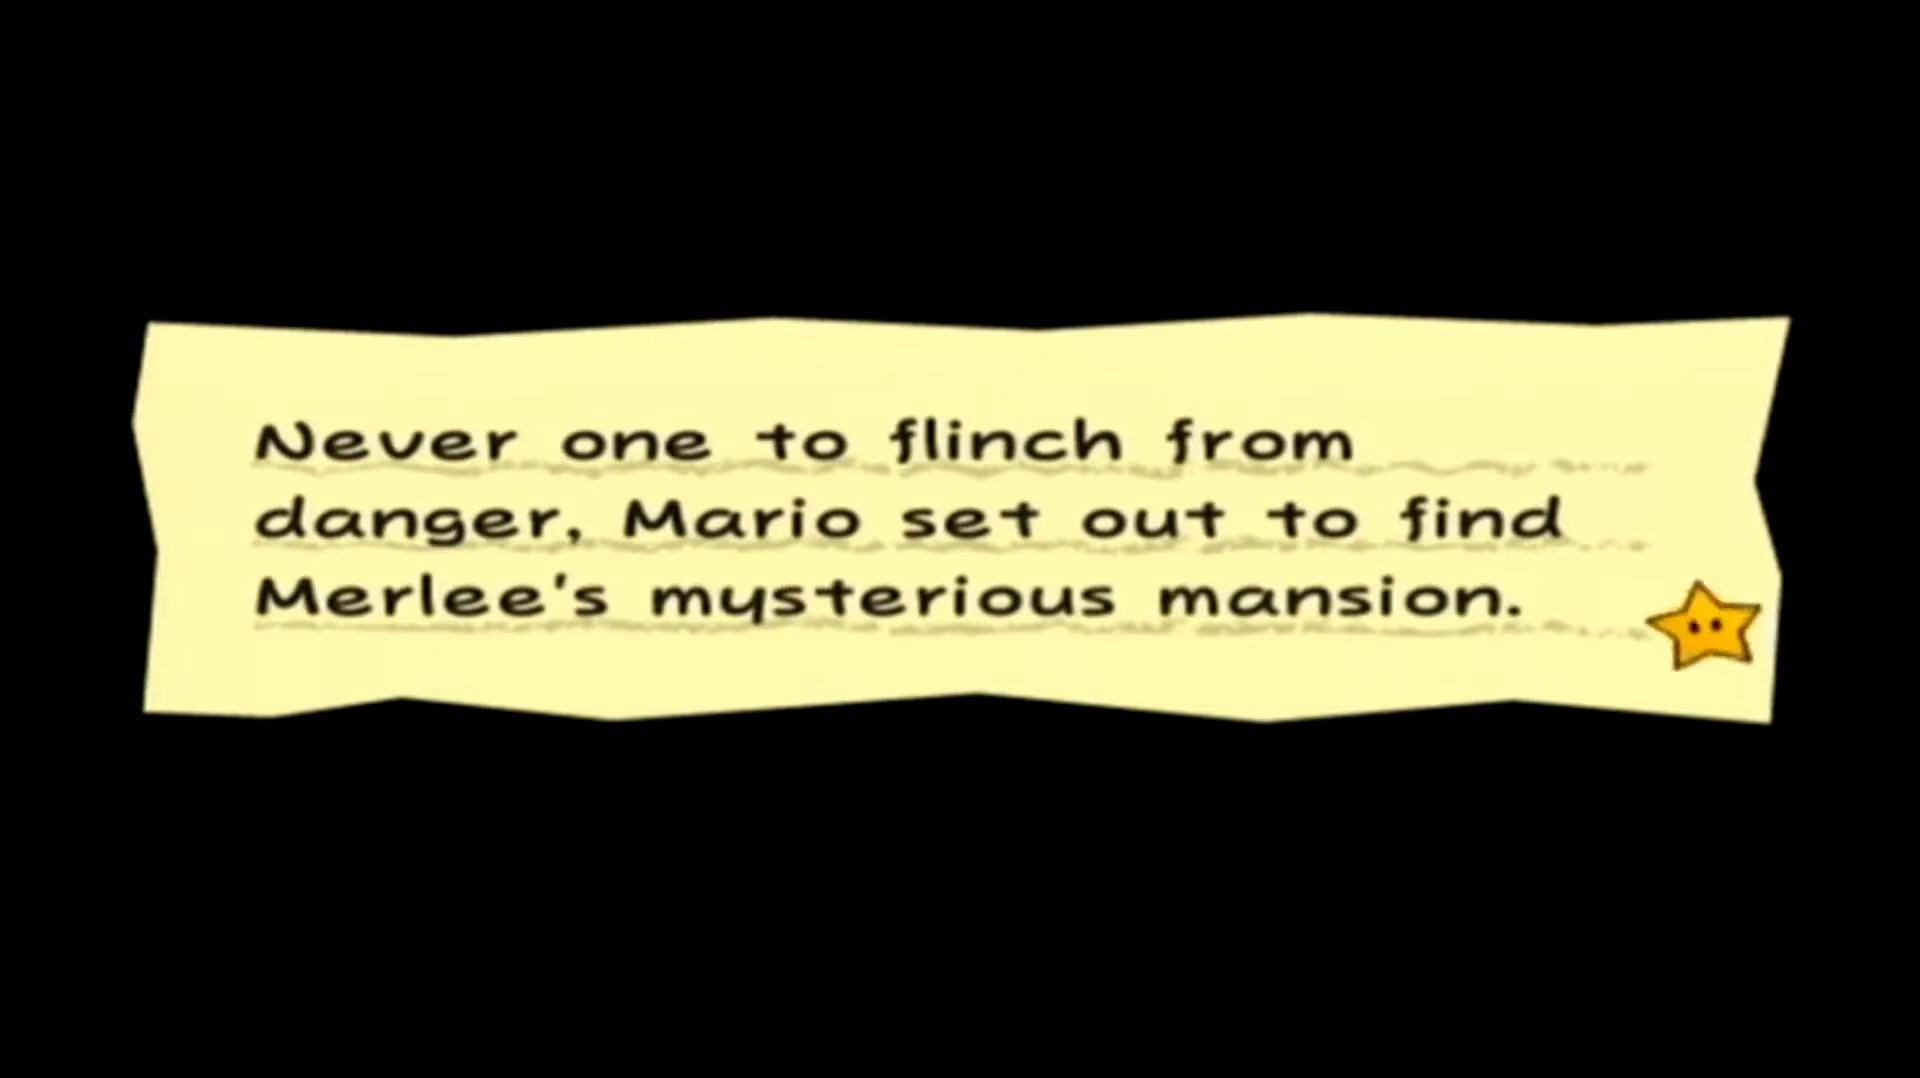 Never one to flinch from
danger, Mario set out to find
Merlee's mysterious mansion.